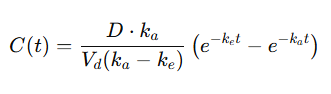 C(t) = \frac{D \cdot k_a}{V_d(k_a - k_e)} \left( e^{-k_e t} - e^{-k_a t} \right)